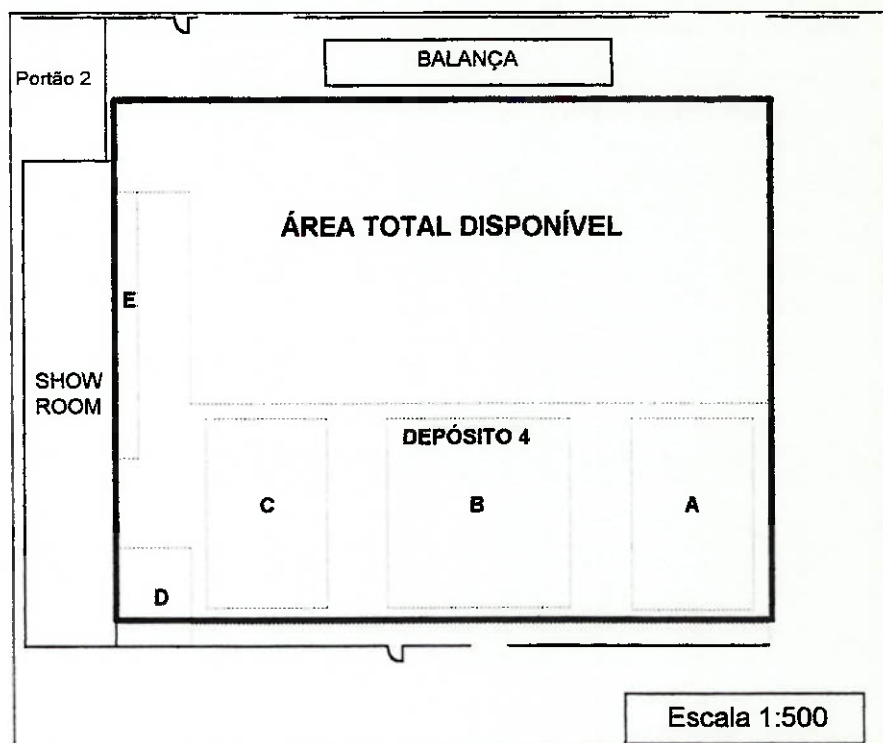 BALANÇA
Portão 2
ÁREA TOTAL DISPONÍVEL
E
SHOW
ROOM
DEPÓSITO 4
C
B
A
D
Escala 1:500